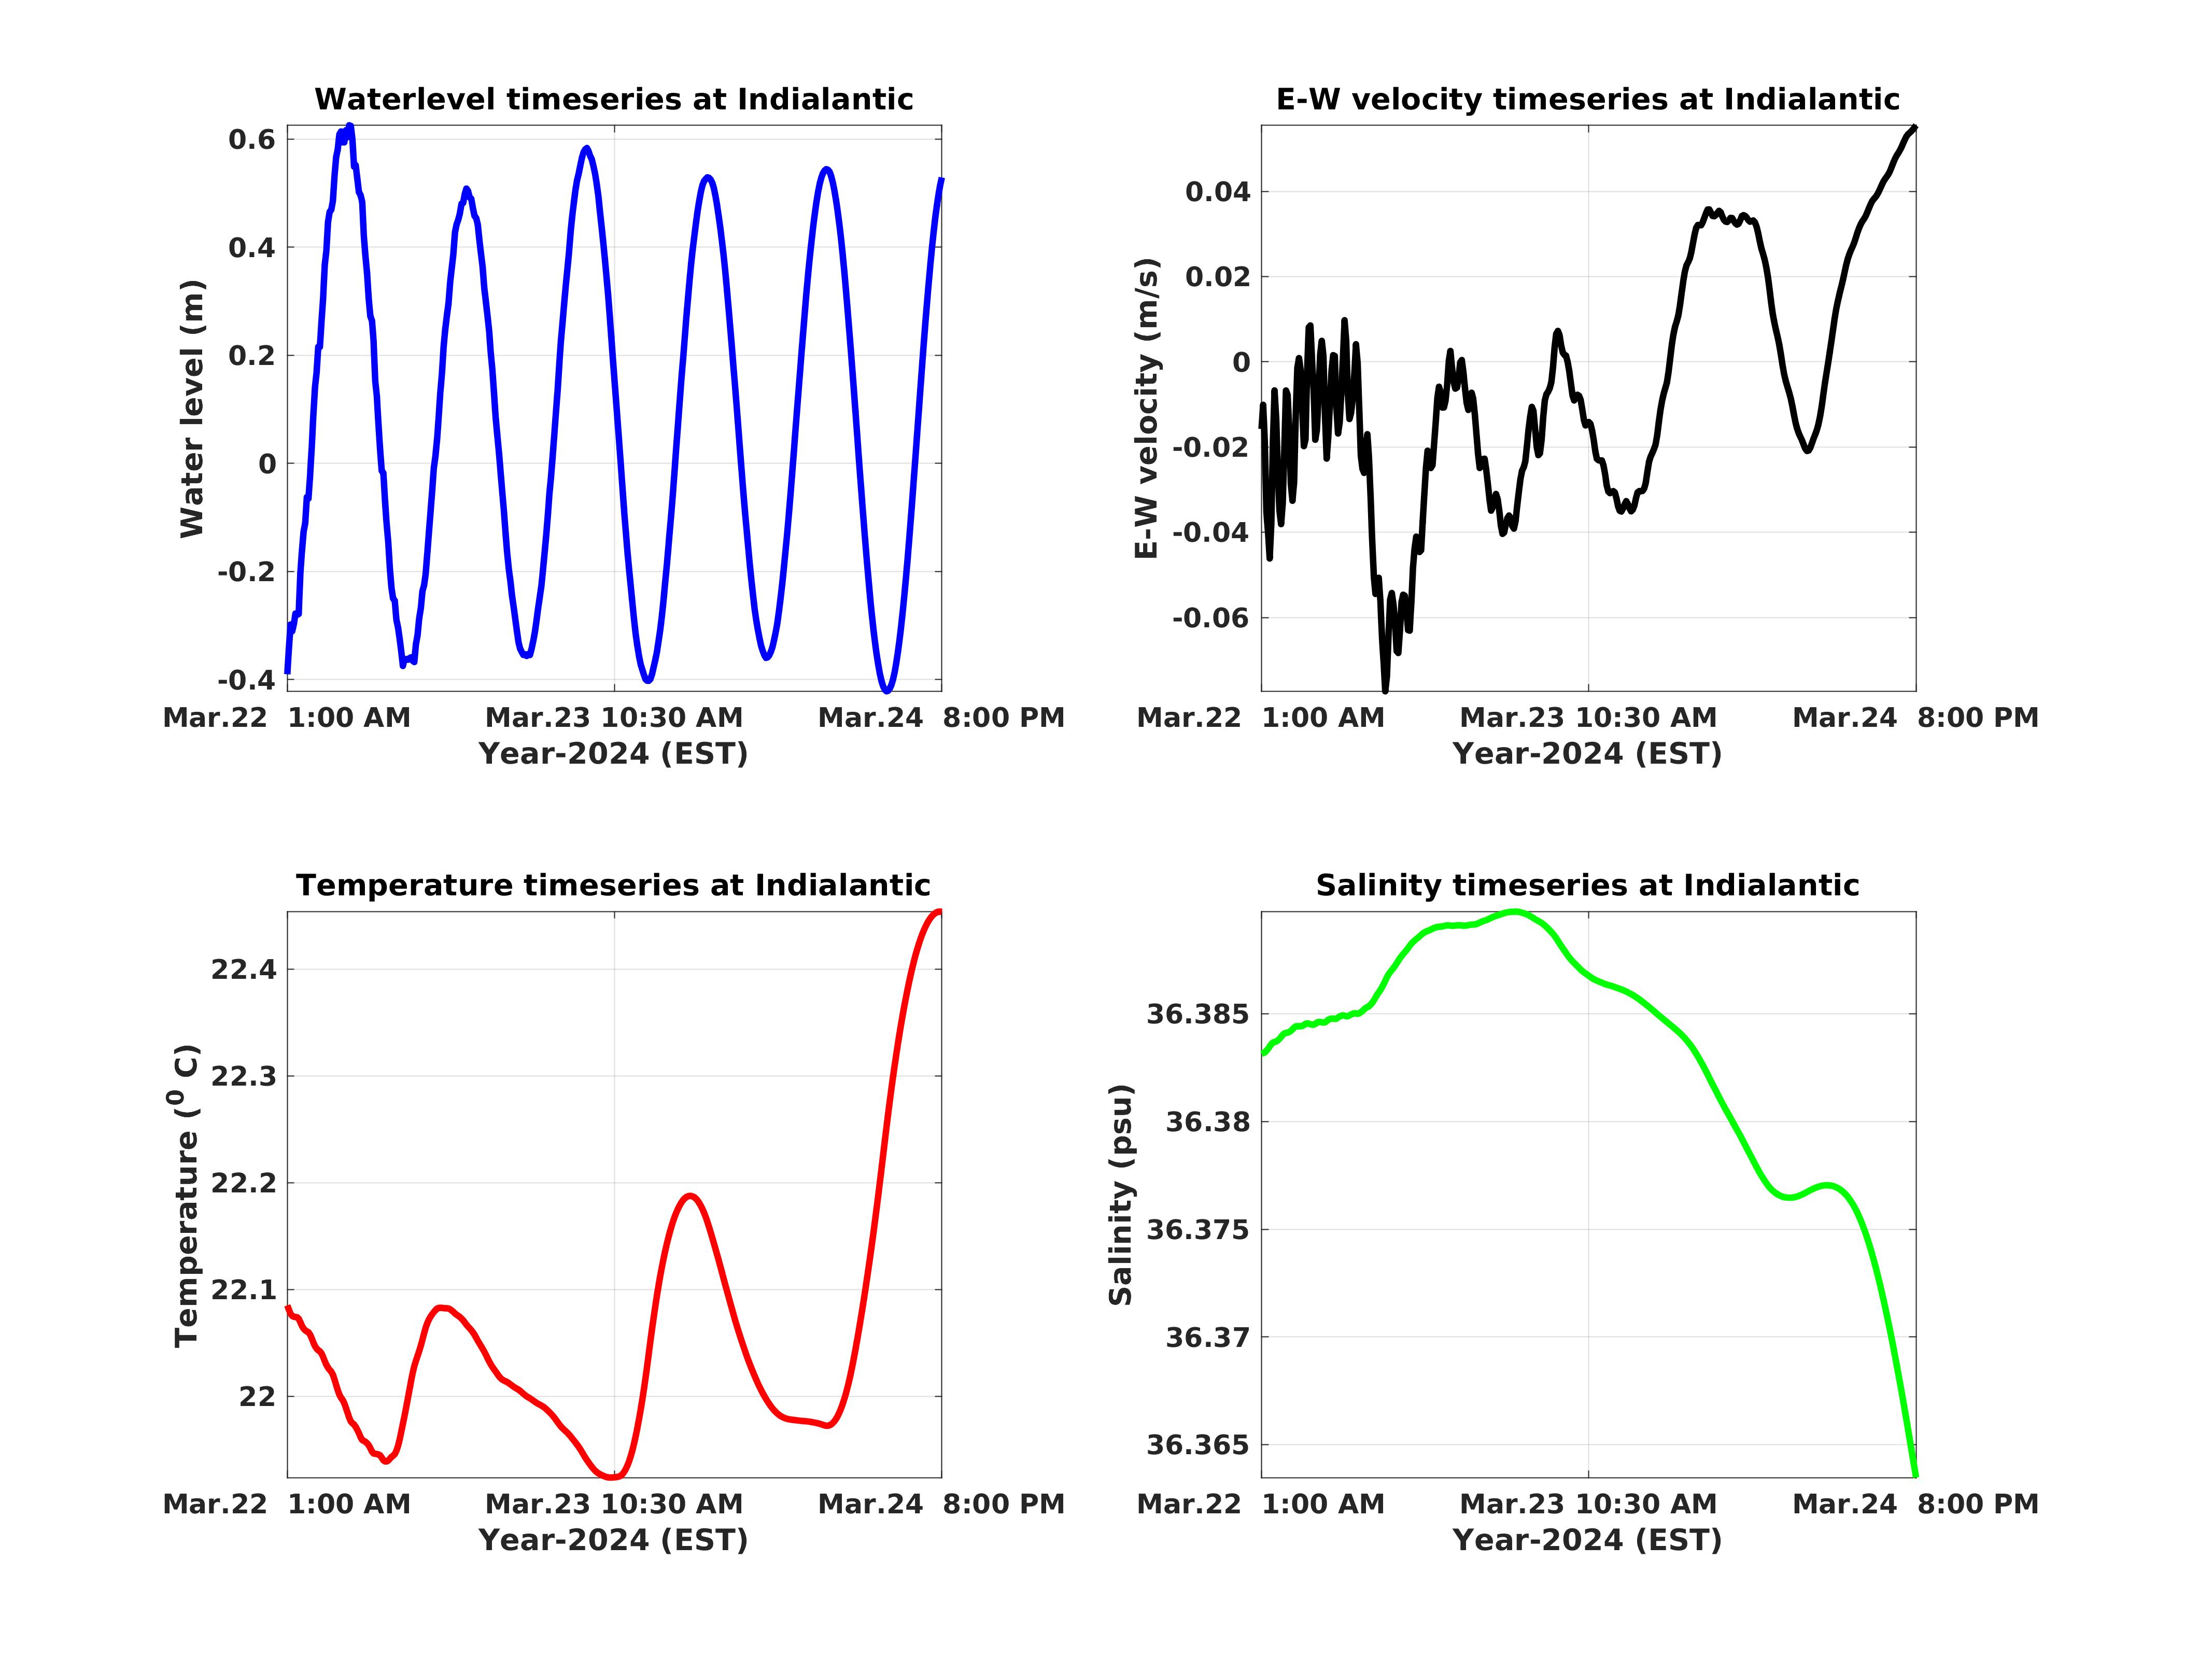 Waterlevel timeseries at Indialantic
0.6
0.4
0.2
0
-0.2
-0.4
Water level (m)
Mar.22 1:00 AM
Mar.23 10:30 AM
Mar.24 8:00 PM
Year-2024 (EST)
E-W velocity timeseries at Indialantic
0.04
0.02
0
-0.02
-0.04
-0.06
E-W velocity (m/s)
Mar.22 1:00 AM
Mar.23 10:30 AM
Mar.24 8:00 PM
Year-2024 (EST)
Temperature timeseries at Indialantic
22.4
22.3
22.2
22.1
22
Temperature (⁰ C)
Mar.22 1:00 AM
Mar.23 10:30 AM
Mar.24 8:00 PM
Year-2024 (EST)
Salinity timeseries at Indialantic
36.385
36.38
36.375
36.37
36.365
Salinity (psu)
Mar.22 1:00 AM
Mar.23 10:30 AM
Mar.24 8:00 PM
Year-2024 (EST)